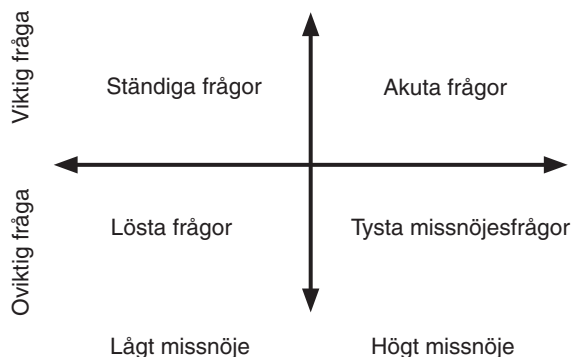 Viktig fråga
Ständiga frågor
Akuta frågor
Oviktig fråga
Lösta frågor
Tysta missnöjesfrågor
Lågt missnöje
Högt missnöje